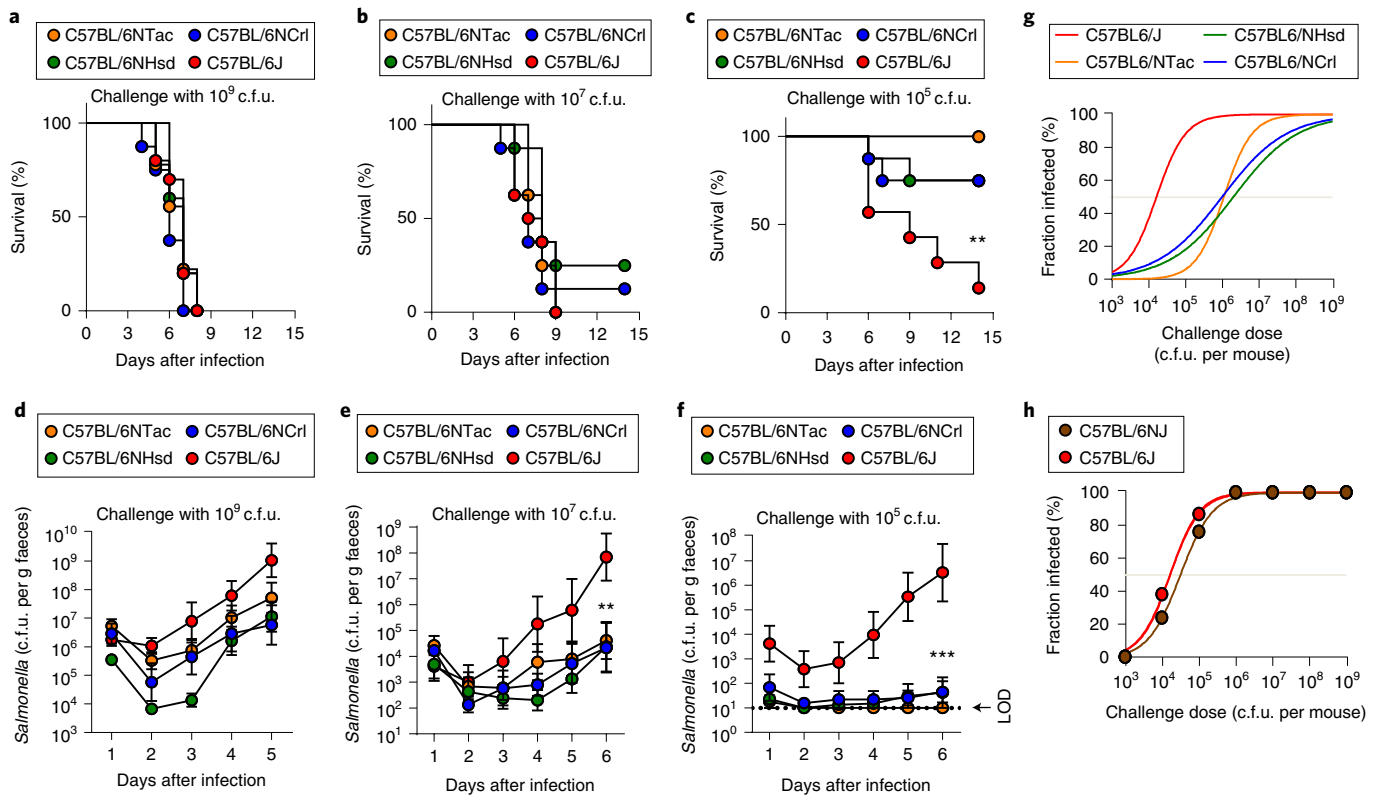 a
C57BL/6NTac C57BL/6NCrl
C57BL/6NHsd C57BL/6J
Challenge with 10⁹ c.f.u.
Survival (%)
100
50
0
0 3 6 9 12 15
Days after infection
b
C57BL/6NTac C57BL/6NCrl
C57BL/6NHsd C57BL/6J
Challenge with 10⁷ c.f.u.
Survival (%)
100
50
0
0 3 6 9 12 15
Days after infection
c
C57BL/6NTac C57BL/6NCrl
C57BL/6NHsd C57BL/6J
Challenge with 10⁵ c.f.u.
Survival (%)
100
50
0
**
0 3 6 9 12 15
Days after infection
g
C57BL6/J C57BL6/NHsd
C57BL6/NTac C57BL6/NCrl
Fraction infected (%)
100
80
60
40
20
0
10³ 10⁴ 10⁵ 10⁶ 10⁷ 10⁸ 10⁹
Challenge dose
(c.f.u. per mouse)
d
C57BL/6NTac C57BL/6NCrl
C57BL/6NHsd C57BL/6J
Challenge with 10⁹ c.f.u.
Salmonella (c.f.u. per g faeces)
10¹⁰
10⁹
10⁸
10⁷
10⁶
10⁵
10⁴
10³
1 2 3 4 5
Days after infection
e
C57BL/6NTac C57BL/6NCrl
C57BL/6NHsd C57BL/6J
Challenge with 10⁷ c.f.u.
Salmonella (c.f.u. per g faeces)
10⁹
10⁸
10⁷
10⁶
10⁵
10⁴
10³
10²
10¹
**
1 2 3 4 5 6
Days after infection
f
C57BL/6NTac C57BL/6NCrl
C57BL/6NHsd C57BL/6J
Challenge with 10⁵ c.f.u.
Salmonella (c.f.u. per g faeces)
10⁸
10⁷
10⁶
10⁵
10⁴
10³
10²
10¹
10⁰
***
LOD
1 2 3 4 5 6
Days after infection
h
C57BL/6NJ
C57BL/6J
Fraction infected (%)
100
80
60
40
20
0
10³ 10⁴ 10⁵ 10⁶ 10⁷ 10⁸ 10⁹
Challenge dose (c.f.u. per mouse)